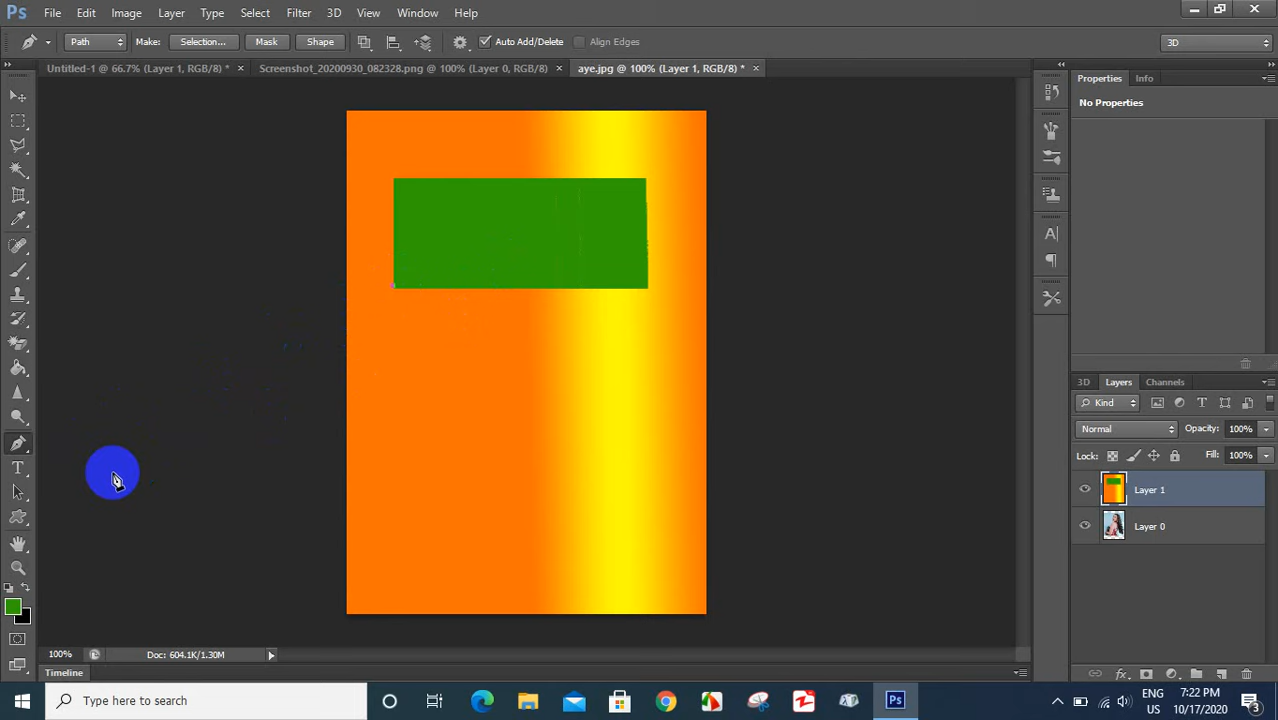 Ps File Edit Image Layer Type Select Filter 3D View Window Help
Path Make: Selection... Mask Shape Auto Add/Delete Align Edges 3D
Untitled-1 @ 66.7% (Layer 1, RGB/8) * × Screenshot_20200930_082328.png @ 100% (Layer 0, RGB/8) × aye.jpg @ 100% (Layer 1, RGB/8) * ×
Properties Info
No Properties
3D Layers Channels
Kind
Normal Opacity: 100%
Lock: Fill: 100%
Layer 1
Layer 0
100% Doc: 604.1K/1.30M
Timeline
Type here to search
Ps
ENG
US
7:22 PM
10/17/2020
3